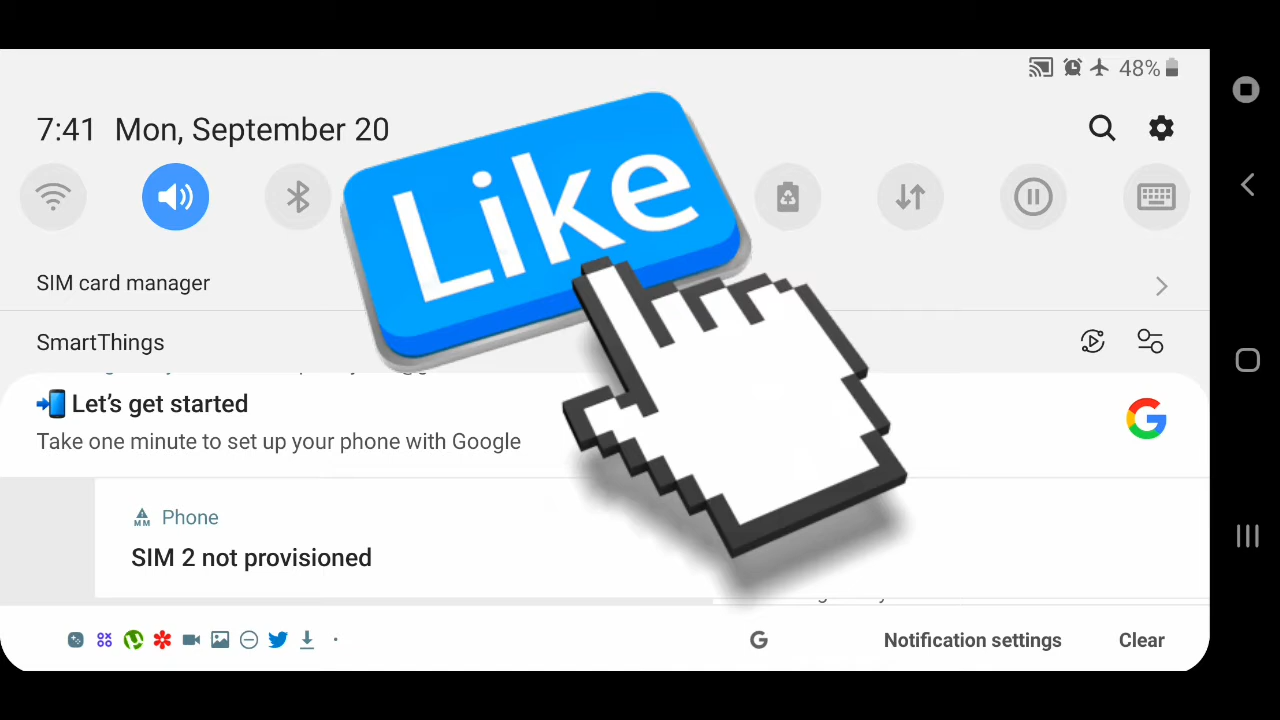 48%
7:41 Mon, September 20
Like
SIM card manager
SmartThings
Let's get started
Take one minute to set up your phone with Google
Phone
SIM 2 not provisioned
Notification settings Clear